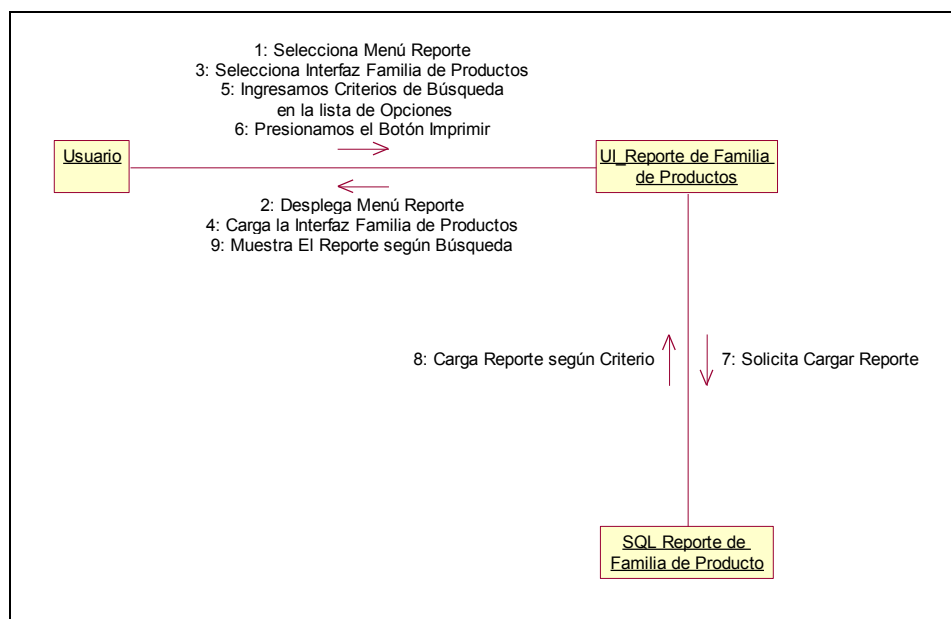 1: Selecciona Menú Reporte
3: Selecciona Interfaz Familia de Productos
5: Ingresamos Criterios de Búsqueda
en la lista de Opciones
6: Presionamos el Botón Imprimir
Usuario
UI_Reporte de Familia
de Productos
2: Desplega Menú Reporte
4: Carga la Interfaz Familia de Productos
9: Muestra El Reporte según Búsqueda
8: Carga Reporte según Criterio
7: Solicita Cargar Reporte
SQL Reporte de
Familia de Producto